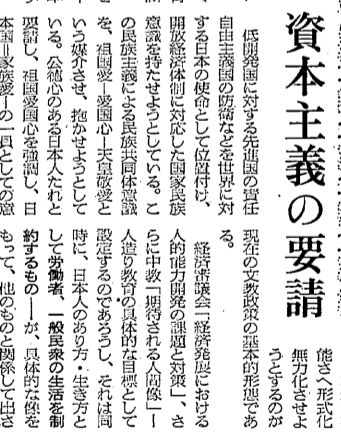 資本主義の要請
低開発国に対する先進国の責任
自由主義国の防衛などを世界に対
する日本の使命として位置付け、
開放経済体制に対応した国家民族
意識を持たせようとしている。こ
の民族主義による民族共同体意識
を、祖国愛―愛国心―天皇敬愛と
いう媒介させ、抱かせようとして
いる。公徳心のある日本人たれと
要請し、祖国愛国心を強調し、日
本国=家族愛―の一員としての意
能さへ形式化
無力化させよ
うとするのが
現在の文教政策の基本的形態であ
る。
経済審議会「経済発展における
人的能力開発の課題と対策」、さ
らに中教「期待される人間像」―
人造り教育の具体的な目標として
設定するのであろうし、それは同
時に、日本人のあり方・生き方と
して労働者、一般民衆の生活を制
約するもの――が、具体的な像を
もって、他のものと関係して出さ